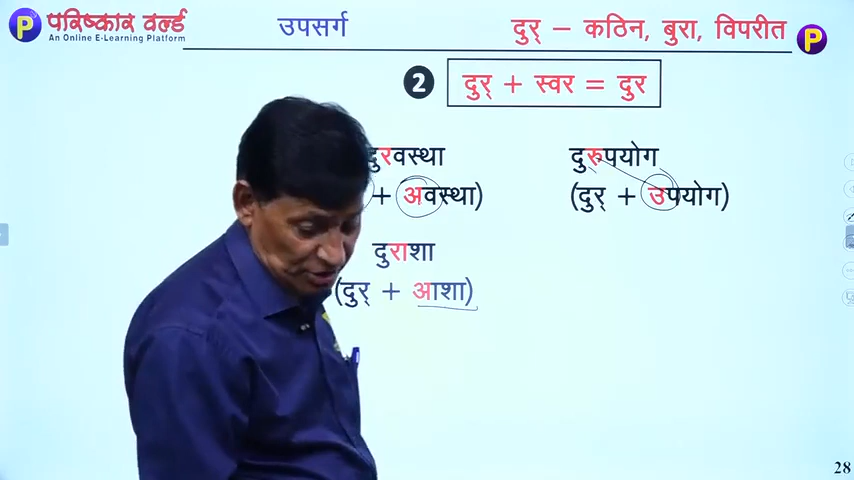 परिष्कार वर्ल्ड
An Online E-Learning Platform
उपसर्ग
दुर् – कठिन, बुरा, विपरीत
P
P
2 दुर् + स्वर = दुर
दुरवस्था
+ अवस्था)
दुरुपयोग
(दुर् + उपयोग)
दुराशा
(दुर् + आशा)
28